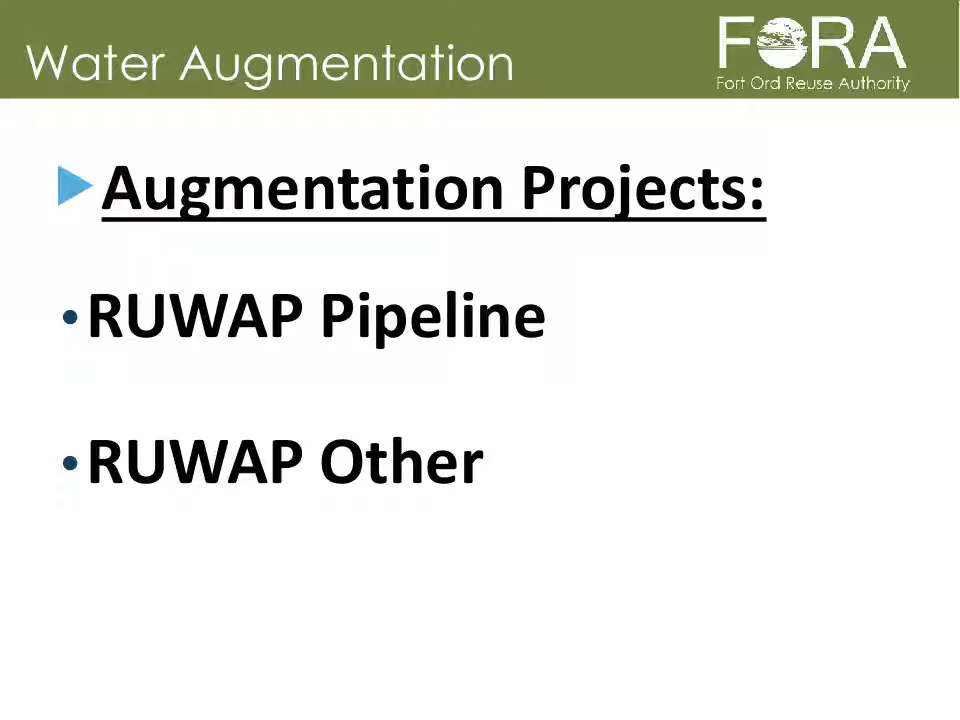 Water Augmentation
FORA
Fort Ord Reuse Authority
Augmentation Projects:
•RUWAP Pipeline
•RUWAP Other